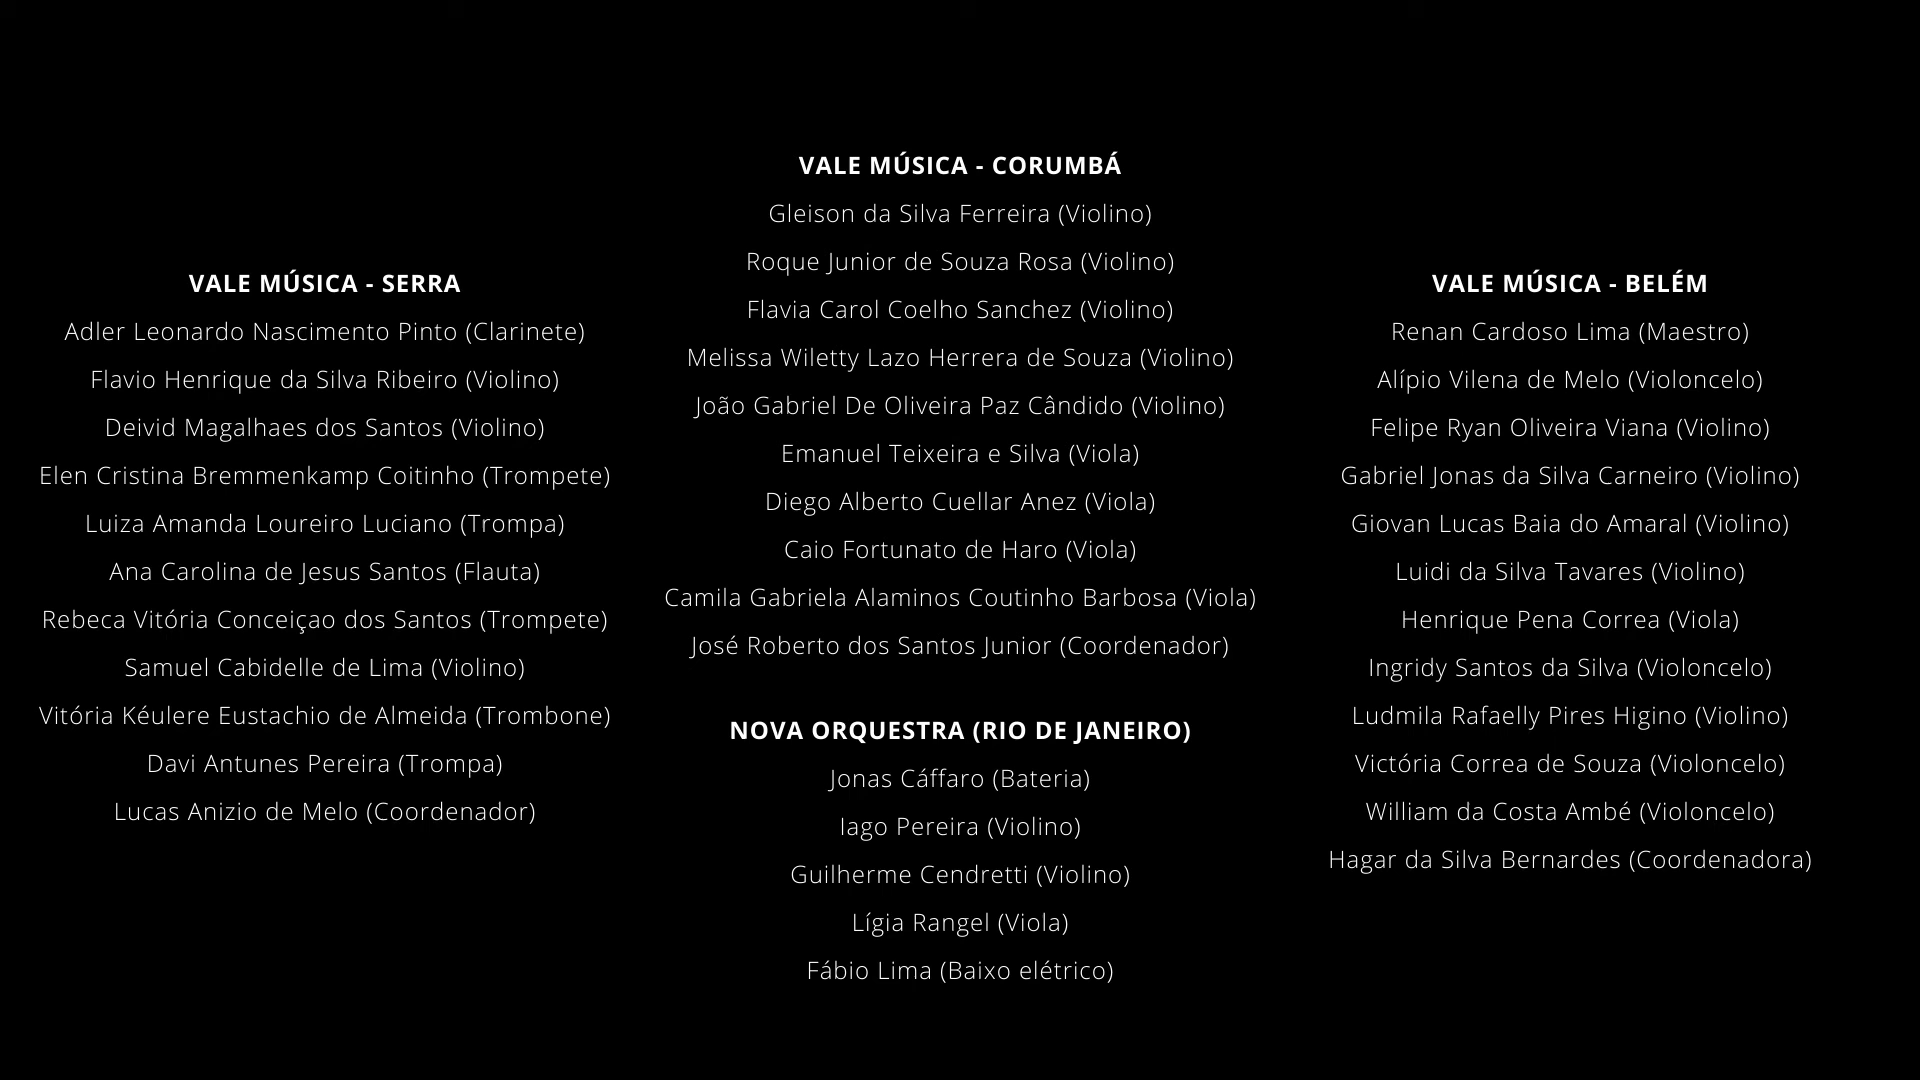 VALE MÚSICA - SERRA
Adler Leonardo Nascimento Pinto (Clarinete)
Flavio Henrique da Silva Ribeiro (Violino)
Deivid Magalhaes dos Santos (Violino)
Elen Cristina Bremmenkamp Coitinho (Trompete)
Luiza Amanda Loureiro Luciano (Trompa)
Ana Carolina de Jesus Santos (Flauta)
Rebeca Vitória Conceiçao dos Santos (Trompete)
Samuel Cabidelle de Lima (Violino)
Vitória Kéulere Eustachio de Almeida (Trombone)
Davi Antunes Pereira (Trompa)
Lucas Anizio de Melo (Coordenador)
VALE MÚSICA - CORUMBÁ
Gleison da Silva Ferreira (Violino)
Roque Junior de Souza Rosa (Violino)
Flavia Carol Coelho Sanchez (Violino)
Melissa Wiletty Lazo Herrera de Souza (Violino)
João Gabriel De Oliveira Paz Cândido (Violino)
Emanuel Teixeira e Silva (Viola)
Diego Alberto Cuellar Anez (Viola)
Caio Fortunato de Haro (Viola)
Camila Gabriela Alaminos Coutinho Barbosa (Viola)
José Roberto dos Santos Junior (Coordenador)
NOVA ORQUESTRA (RIO DE JANEIRO)
Jonas Cáffaro (Bateria)
Iago Pereira (Violino)
Guilherme Cendretti (Violino)
Lígia Rangel (Viola)
Fábio Lima (Baixo elétrico)
VALE MÚSICA - BELÉM
Renan Cardoso Lima (Maestro)
Alípio Vilena de Melo (Violoncelo)
Felipe Ryan Oliveira Viana (Violino)
Gabriel Jonas da Silva Carneiro (Violino)
Giovan Lucas Baia do Amaral (Violino)
Luidi da Silva Tavares (Violino)
Henrique Pena Correa (Viola)
Ingridy Santos da Silva (Violoncelo)
Ludmila Rafaelly Pires Higino (Violino)
Victória Correa de Souza (Violoncelo)
William da Costa Ambé (Violoncelo)
Hagar da Silva Bernardes (Coordenadora)